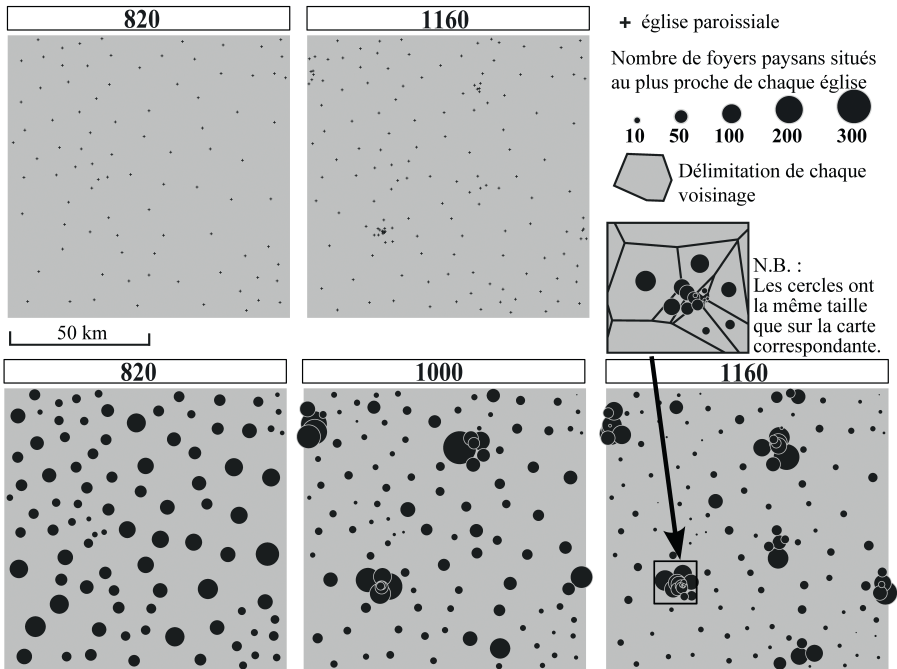 820
1160
église paroissiale
Nombre de foyers paysans situés
au plus proche de chaque église
10 50 100 200 300
Délimitation de chaque
voisinage
N.B. :
Les cercles ont
la même taille
que sur la carte
correspondante.
50 km
820
1000
1160